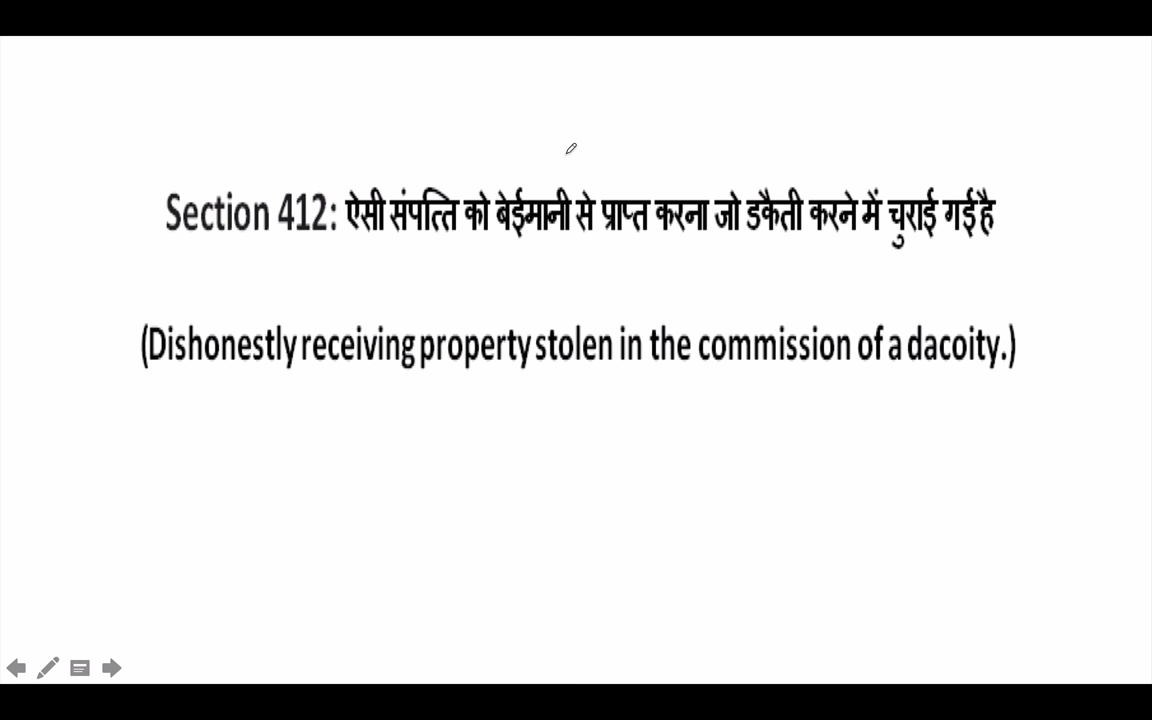 Section 412: ऐसी संपत्ति को बेईमानी से प्राप्त करना जो डकैती करने में चुराई गई है
(Dishonestly receiving property stolen in the commission of a dacoity.)